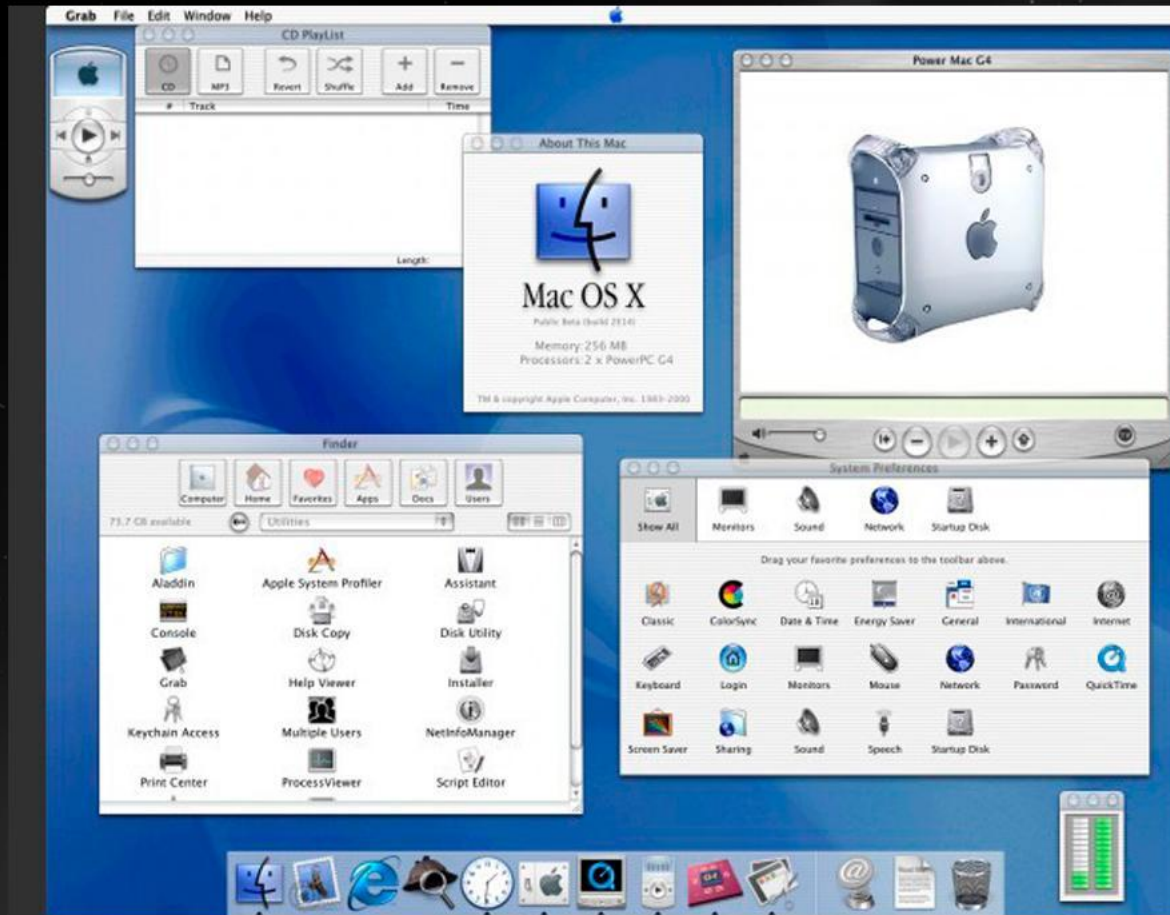 Grab File Edit Window Help
CD PlayList
CD MP3 Revert Shuffle Add Remove
# Track Time
Length:
About This Mac
Mac OS X
Public Beta (build 2E14)
Memory: 256 MB
Processors: 2 x PowerPC G4
TM & copyright Apple Computer, Inc. 1983-2000
Power Mac G4
Finder
Computer Home Favorites Apps Docs Users
73.7 GB available Utilities
Aladdin Apple System Profiler Assistant
Console Disk Copy Disk Utility
Grab Help Viewer Installer
Keychain Access Multiple Users NetInfoManager
Print Center ProcessViewer Script Editor
System Preferences
Show All Monitors Sound Network Startup Disk
Drag your favorite preferences to the toolbar above.
Classic ColorSync Date & Time Energy Saver General International Internet
Keyboard Login Monitors Mouse Network Password QuickTime
Screen Saver Sharing Sound Speech Startup Disk